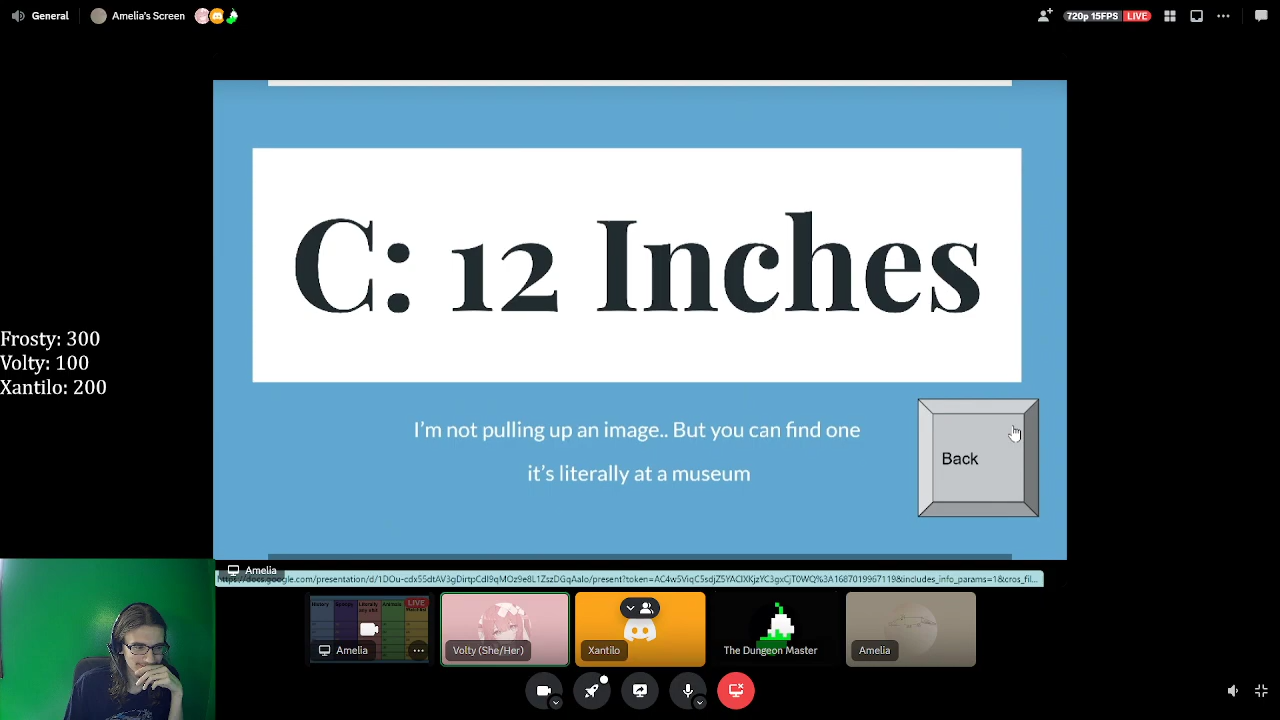 General
Amelia's Screen
720p 15FPS
LIVE
C: 12 Inches
Frosty: 300
Volty: 100
Xantilo: 200
I'm not pulling up an image.. But you can find one
it's literally at a museum
Back
Amelia
LIVE
Amelia
Volty (She/Her)
Xantilo
The Dungeon Master
Amelia